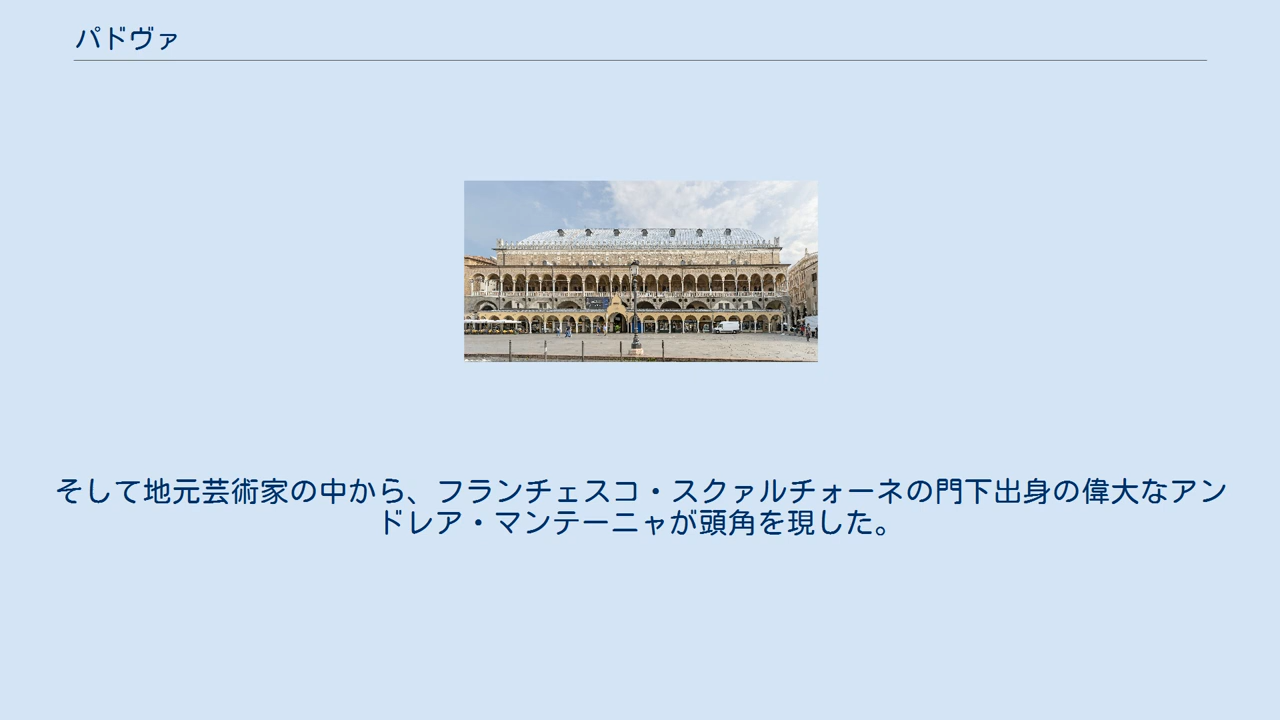 パドヴァ
そして地元芸術家の中から、フランチェスコ・スクァルチォーネの門下出身の偉大なアン
ドレア・マンテーニャが頭角を現した。